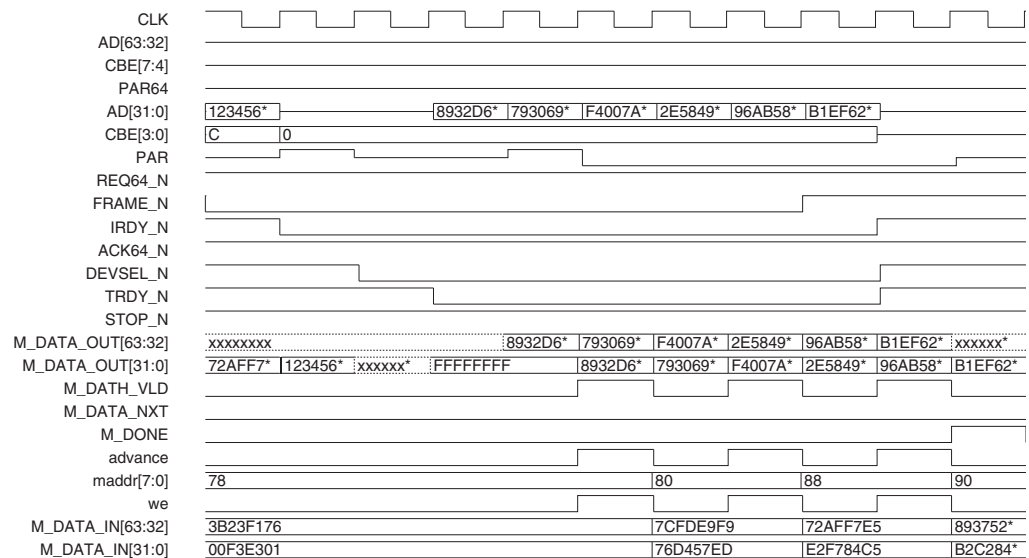 CLK
AD[63:32]
CBE[7:4]
PAR64
AD[31:0] 123456* 8932D6* 793069* F4007A* 2E5849* 96AB58* B1EF62*
CBE[3:0] C 0
PAR
REQ64_N
FRAME_N
IRDY_N
ACK64_N
DEVSEL_N
TRDY_N
STOP_N
M_DATA_OUT[63:32] xxxxxxxx 8932D6* 793069* F4007A* 2E5849* 96AB58* B1EF62* xxxxxx*
M_DATA_OUT[31:0] 72AFF7* 123456* xxxxxx* FFFFFFFF 8932D6* 793069* F4007A* 2E5849* 96AB58* B1EF62*
M_DATH_VLD
M_DATA_NXT
M_DONE
advance
maddr[7:0] 78 80 88 90
we
M_DATA_IN[63:32] 3B23F176 7CFDE9F9 72AFF7E5 893752*
M_DATA_IN[31:0] 00F3E301 76D457ED E2F784C5 B2C284*